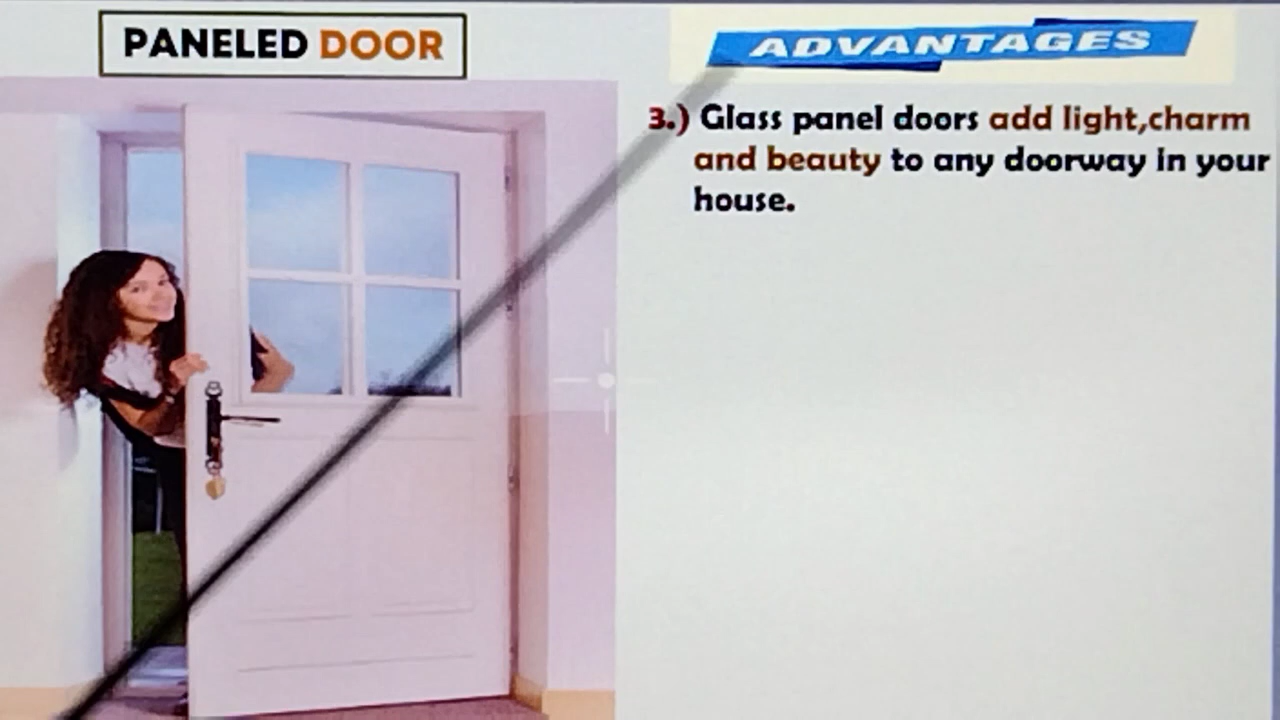 PANELED DOOR
ADVANTAGES
3.) Glass panel doors add light,charm
and beauty to any doorway in your
house.